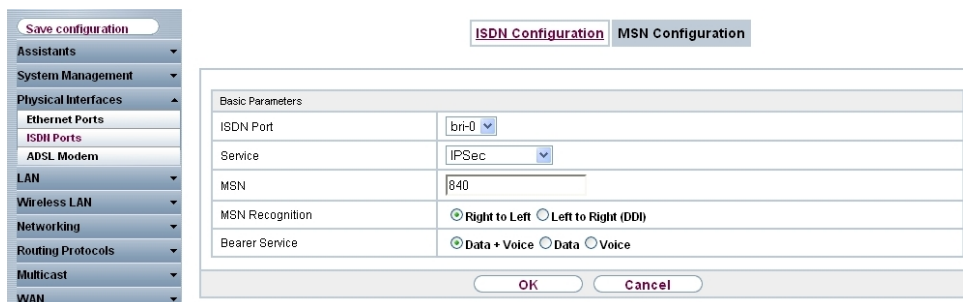 Save configuration
Assistants
System Management
Physical Interfaces
Ethernet Ports
ISDN Ports
ADSL Modem
LAN
Wireless LAN
Networking
Routing Protocols
Multicast
WAN
ISDN Configuration MSN Configuration
Basic Parameters
ISDN Port bri-0
Service IPSec
MSN 840
MSN Recognition Right to Left Left to Right (DDI)
Bearer Service Data + Voice Data Voice
OK Cancel